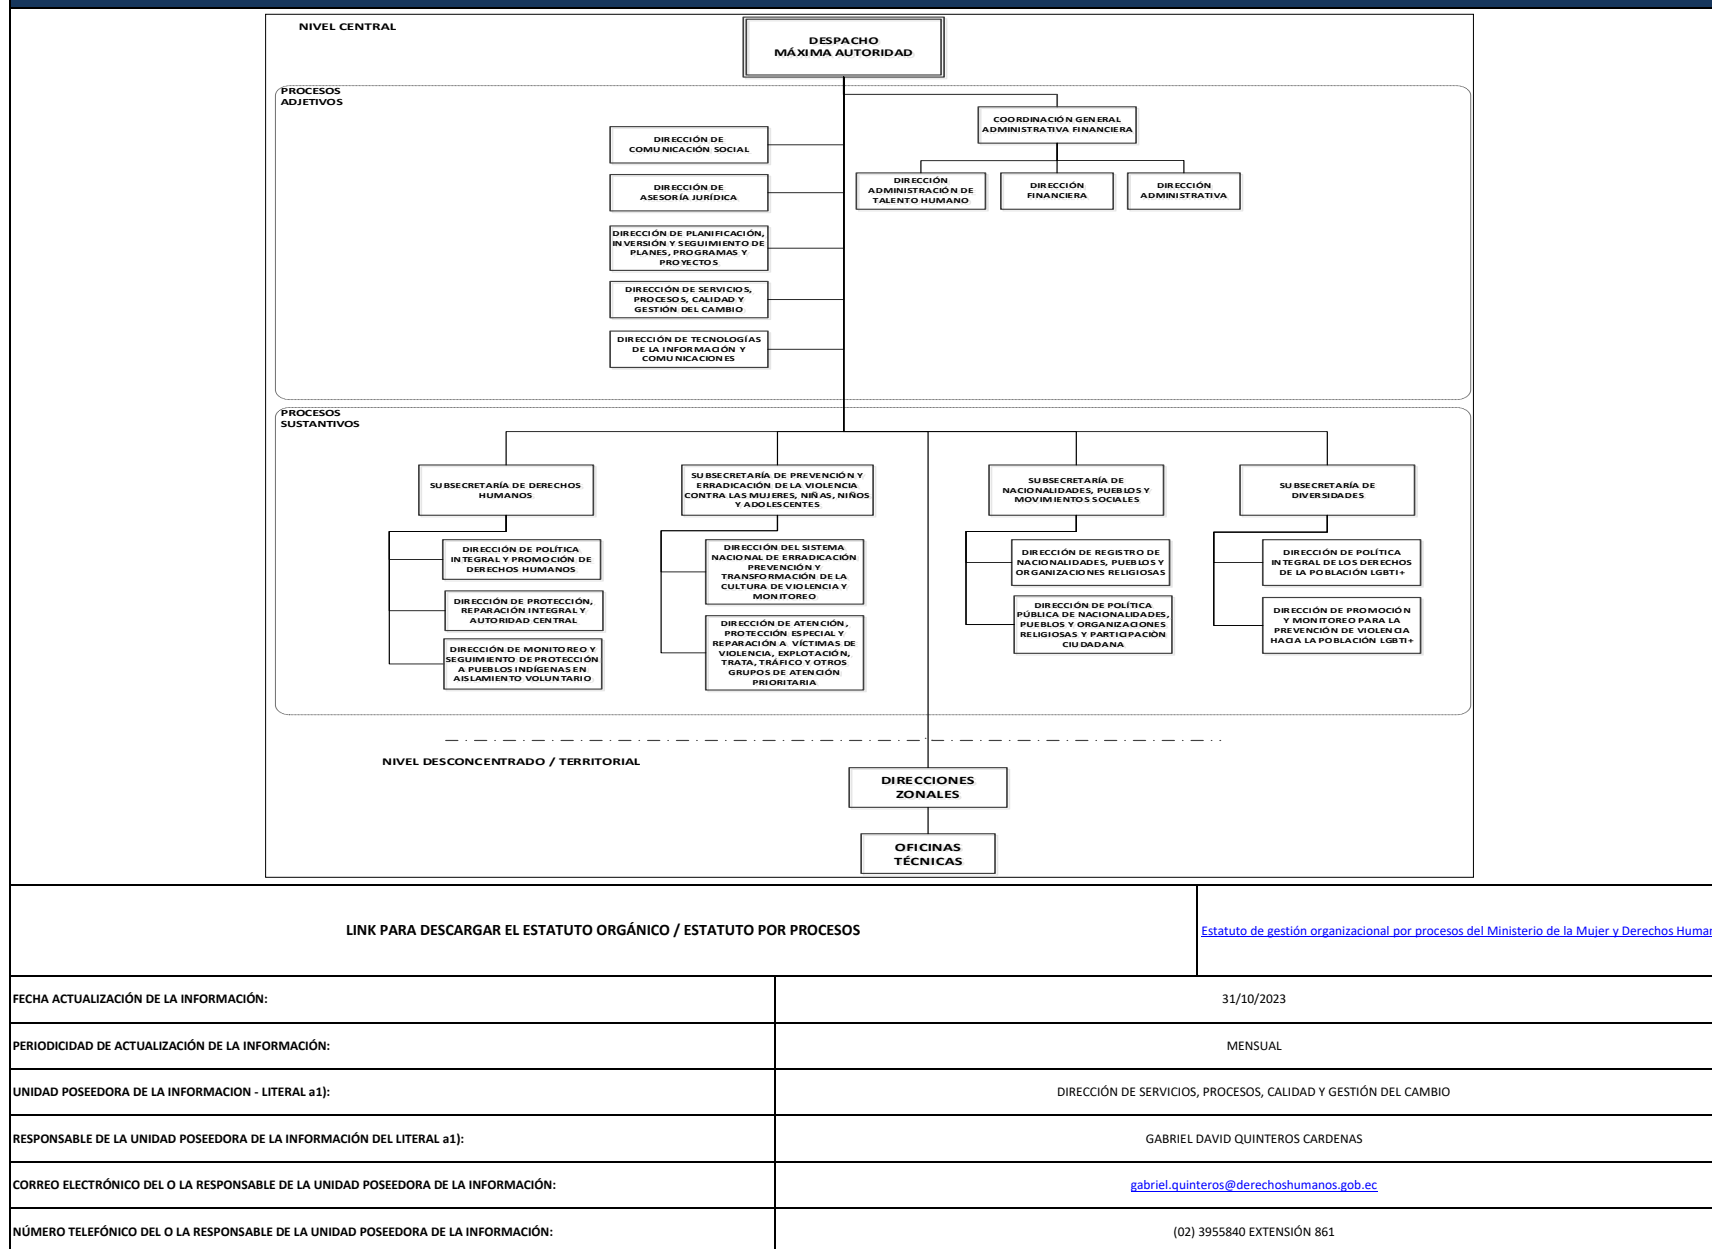 NIVEL CENTRAL
DESPACHO
MÁXIMA AUTORIDAD
PROCESOS
ADJETIVOS
COORDINACIÓN GENERAL
ADMINISTRATIVA FINANCIERA
DIRECCIÓN DE
COMUNICACIÓN SOCIAL
DIRECCIÓN
ADMINISTRACIÓN DE
TALENTO HUMANO
DIRECCIÓN
FINANCIERA
DIRECCIÓN
ADMINISTRATIVA
DIRECCIÓN DE
ASESORÍA JURÍDICA
DIRECCIÓN DE PLANIFICACIÓN,
INVERSIÓN Y SEGUIMIENTO DE
PLANES, PROGRAMAS Y
PROYECTOS
DIRECCIÓN DE SERVICIOS,
PROCESOS, CALIDAD Y
GESTIÓN DEL CAMBIO
DIRECCIÓN DE TECNOLOGÍAS
DE LA INFORMACIÓN Y
COMUNICACIONES
PROCESOS
SUSTANTIVOS
SUBSECRETARÍA DE DERECHOS
HUMANOS
SUBSECRETARÍA DE PREVENCIÓN Y
ERRADICACIÓN DE LA VIOLENCIA
CONTRA LAS MUJERES, NIÑAS, NIÑOS
Y ADOLESCENTES
SUBSECRETARÍA DE
NACIONALIDADES, PUEBLOS Y
MOVIMIENTOS SOCIALES
SUBSECRETARÍA DE
DIVERSIDADES
DIRECCIÓN DE POLÍTICA
INTEGRAL Y PROMOCIÓN DE
DERECHOS HUMANOS
DIRECCIÓN DE PROTECCIÓN,
REPARACIÓN INTEGRAL Y
AUTORIDAD CENTRAL
DIRECCIÓN DE MONITOREO Y
SEGUIMIENTO DE PROTECCIÓN
A PUEBLOS INDÍGENAS EN
AISLAMIENTO VOLUNTARIO
DIRECCIÓN DEL SISTEMA
NACIONAL DE ERRADICACIÓN
PREVENCIÓN Y
TRANSFORMACIÓN DE LA
CULTURA DE VIOLENCIA Y
MONITOREO
DIRECCIÓN DE ATENCIÓN,
PROTECCIÓN ESPECIAL Y
REPARACIÓN A VÍCTIMAS DE
VIOLENCIA, EXPLOTACIÓN,
TRATA, TRÁFICO Y OTROS
GRUPOS DE ATENCIÓN
PRIORITARIA
DIRECCIÓN DE REGISTRO DE
NACIONALIDADES, PUEBLOS Y
ORGANIZACIONES RELIGIOSAS
DIRECCIÓN DE POLÍTICA
PÚBLICA DE NACIONALIDADES,
PUEBLOS Y ORGANIZACIONES
RELIGIOSAS Y PARTICIPACIÒN
CIUDADANA
DIRECCIÓN DE POLÍTICA
INTEGRAL DE LOS DERECHOS
DE LA POBLACIÓN LGBTI+
DIRECCIÓN DE PROMOCIÓN
Y MONITOREO PARA LA
PREVENCIÓN DE VIOLENCIA
HACIA LA POBLACIÓN LGBTI+
NIVEL DESCONCENTRADO / TERRITORIAL
DIRECCIONES
ZONALES
OFICINAS
TÉCNICAS
LINK PARA DESCARGAR EL ESTATUTO ORGÁNICO / ESTATUTO POR PROCESOS
Estatuto de gestión organizacional por procesos del Ministerio de la Mujer y Derechos Human
FECHA ACTUALIZACIÓN DE LA INFORMACIÓN:
31/10/2023
PERIODICIDAD DE ACTUALIZACIÓN DE LA INFORMACIÓN:
MENSUAL
UNIDAD POSEEDORA DE LA INFORMACION - LITERAL a1):
DIRECCIÓN DE SERVICIOS, PROCESOS, CALIDAD Y GESTIÓN DEL CAMBIO
RESPONSABLE DE LA UNIDAD POSEEDORA DE LA INFORMACIÓN DEL LITERAL a1):
GABRIEL DAVID QUINTEROS CARDENAS
CORREO ELECTRÓNICO DEL O LA RESPONSABLE DE LA UNIDAD POSEEDORA DE LA INFORMACIÓN:
gabriel.quinteros@derechoshumanos.gob.ec
NÚMERO TELEFÓNICO DEL O LA RESPONSABLE DE LA UNIDAD POSEEDORA DE LA INFORMACIÓN:
(02) 3955840 EXTENSIÓN 861